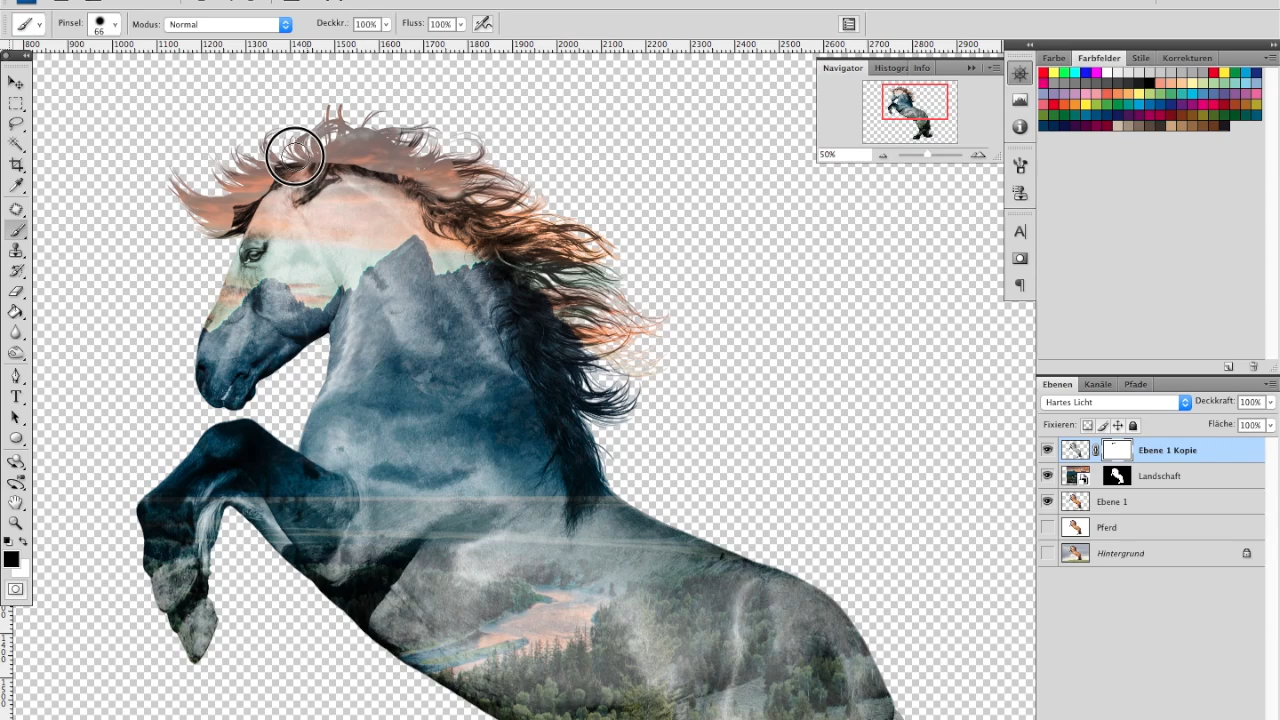 Pinsel: 66 Modus: Normal Deckkr.: 100% Fluss: 100%
800 900 1000 1100 1200 1300 1400 1500 1600 1700 1800 1900 2000 2100 2200 2300 2400 2500 2600 2700 2800 2900
Navigator Info
50%
Farbe Farbfelder Stile Korrekturen
Ebenen Kanäle Pfade
Hartes Licht Deckkraft: 100%
Fixieren: Fläche: 100%
Ebene 1 Kopie
Landschaft
Ebene 1
Pferd
Hintergrund